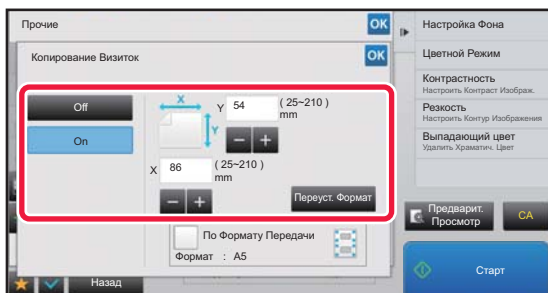 Прочие
OK
Копирование Визиток
OK
Off
On
X
Y
Y 54 ( 25~210 )
mm
X 86 ( 25~210 )
mm
Переуст. Формат
По Формату Передачи
Формат : A5
Назад
Настройка Фона
Цветной Режим
Контрастность
Настроить Контраст Изображ.
Резкость
Настроить Контур Изображения
Выпадающий цвет
Удалить Храматич. Цвет
Предварит.
Просмотр
CA
Старт